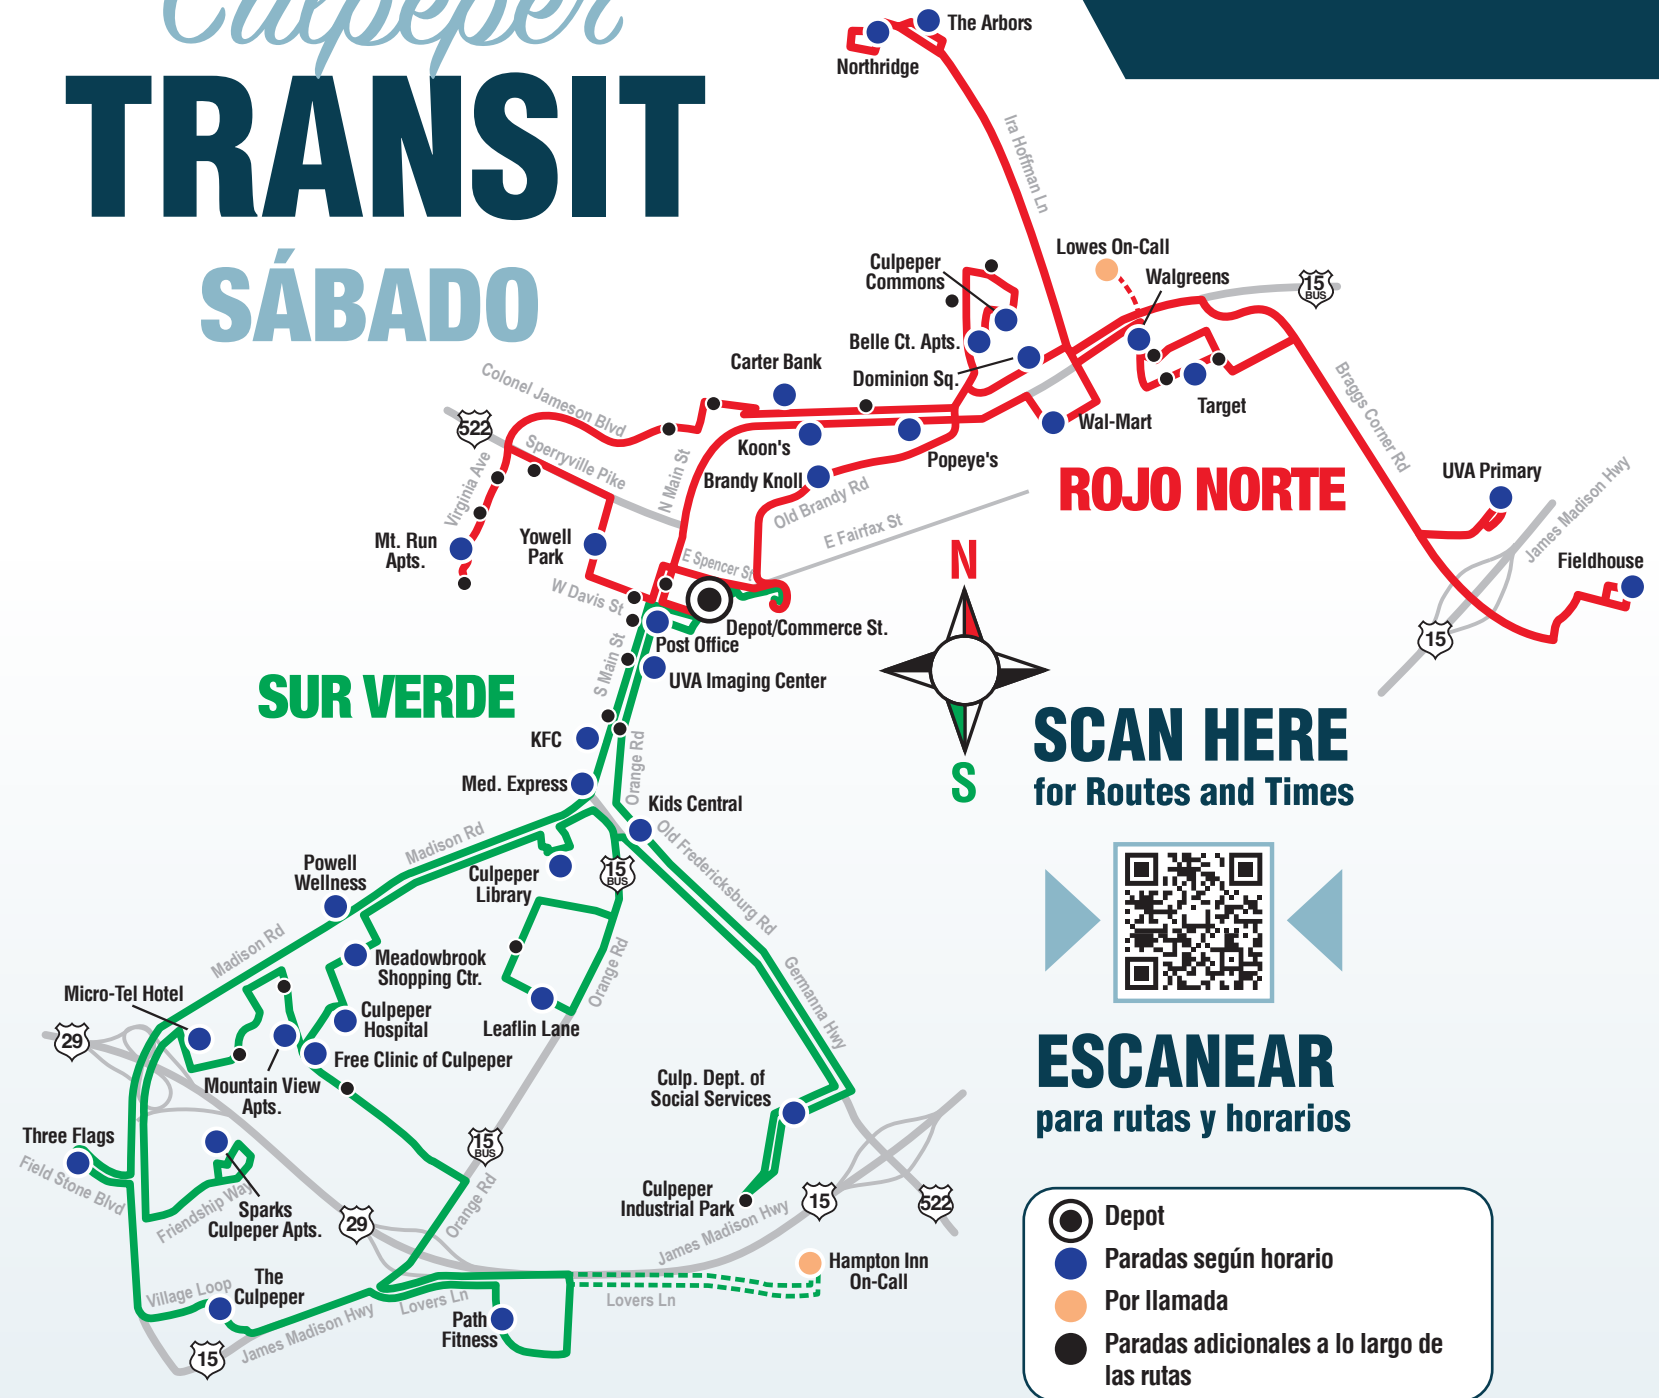 Culpeper
TRANSIT
SÁBADO
The Arbors
Northridge
Ira Hoffman Ln
Lowes On-Call
Culpeper
Commons
Walgreens
15
BUS
Belle Ct. Apts.
Carter Bank
Dominion Sq.
Colonel Jameson Blvd
522
Sperryville Pike
Virginia Ave
N Main St
Koon's
Popeye's
Wal-Mart
Target
Braggs Corner Rd
Brandy Knoll
Old Brandy Rd
E Fairfax St
ROJO NORTE
UVA Primary
James Madison Hwy
Fieldhouse
15
Mt. Run
Apts.
Yowell
Park
E Spencer St
W Davis St
N
S
Depot/Commerce St.
Post Office
S Main St
UVA Imaging Center
SUR VERDE
KFC
Orange Rd
Med. Express
Kids Central
Old Fredericksburg Rd
SCAN HERE
for Routes and Times
Madison Rd
Powell
Wellness
Culpeper
Library
15
BUS
Madison Rd
Meadowbrook
Shopping Ctr.
Orange Rd
Germanna Hwy
Micro-Tel Hotel
Culpeper
Hospital
Leaflin Lane
29
Free Clinic of Culpeper
Mountain View
Apts.
Culp. Dept. of
Social Services
ESCANEAR
para rutas y horarios
Three Flags
Field Stone Blvd
15
BUS
Friendship Way
Sparks
Culpeper Apts.
29
Orange Rd
Culpeper
Industrial Park
15
522
James Madison Hwy
Hampton Inn
On-Call
Village Loop
The
Culpeper
Lovers Ln
Lovers Ln
James Madison Hwy
Path
Fitness
15
Depot
Paradas según horario
Por llamada
Paradas adicionales a lo largo de
las rutas